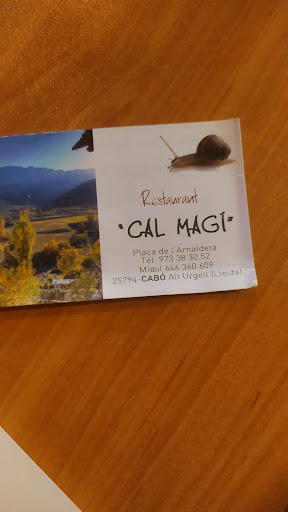 Restaurant
"CAL MAGÍ"
Plaça de l'Arnaldeta
Tel. 973 38 30 52
Mòbil 646 360 609
25794-CABÓ Alt Urgell (Lleida)